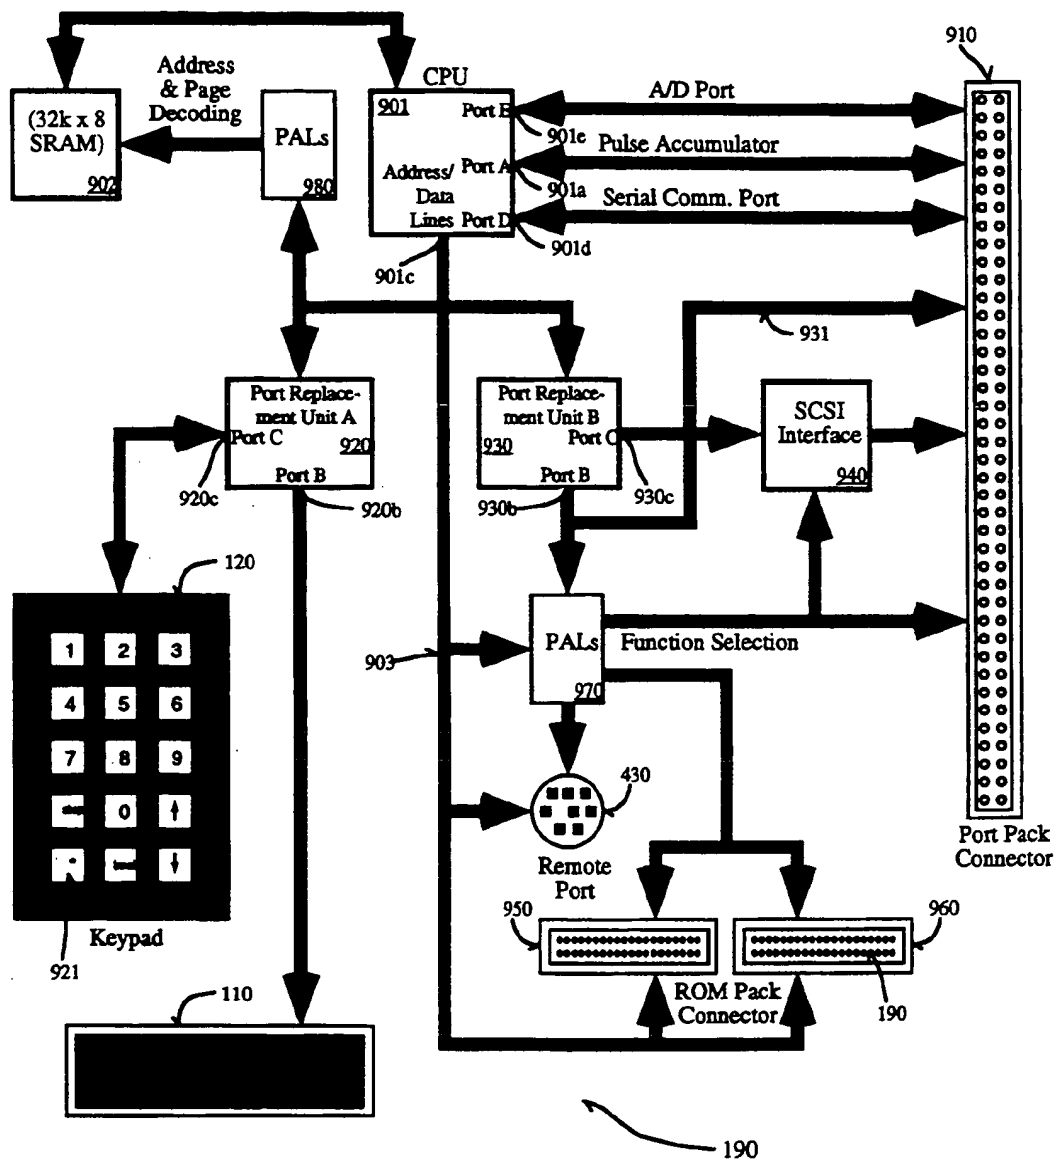 910
Address
& Page
Decoding
CPU
(32k x 8
SRAM)
902
PALs
980
901
Port E
Address/
Data
Lines
Port A
Port D
901e
901a
901d
901c
A/D Port
Pulse Accumulator
Serial Comm. Port
931
Port Replace-
ment Unit A
920
Port C
Port B
920c
920b
Port Replace-
ment Unit B
930
Port C
Port B
930b
930c
SCSI
Interface
940
120
1 2 3
4 5 6
7 8 9
0
921
Keypad
903
PALs
970
Function Selection
430
Remote
Port
Port Pack
Connector
950
960
ROM Pack
Connector
190
110
190